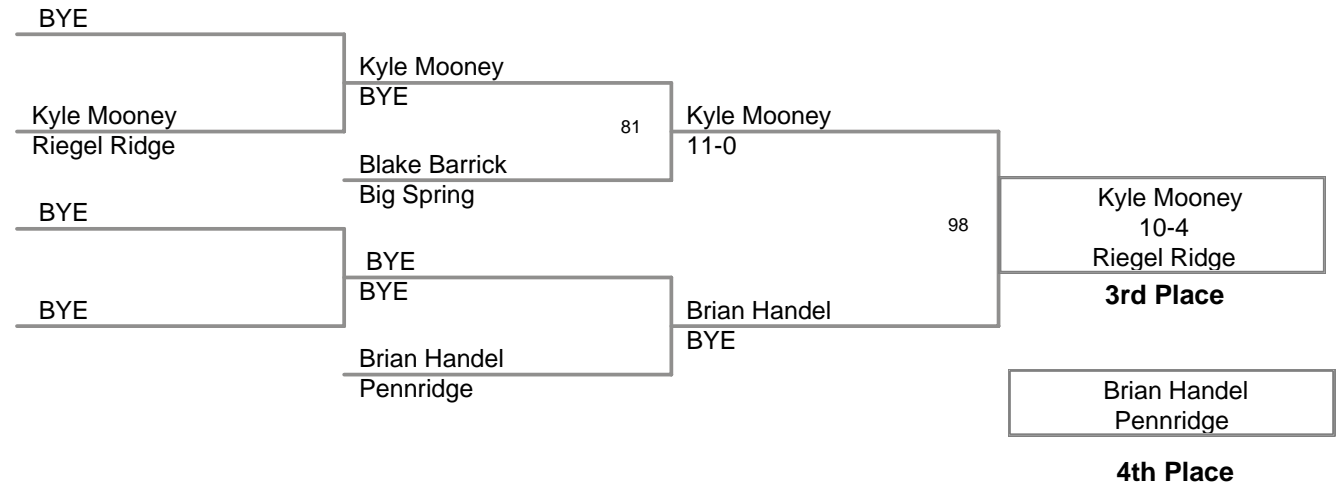 BYE
Kyle Mooney
BYE
Kyle Mooney
Riegel Ridge
81
Kyle Mooney
11-0
Blake Barrick
Big Spring
BYE
98
Kyle Mooney
10-4
Riegel Ridge
3rd Place
BYE
BYE
BYE
Brian Handel
BYE
Brian Handel
Pennridge
Brian Handel
Pennridge
4th Place